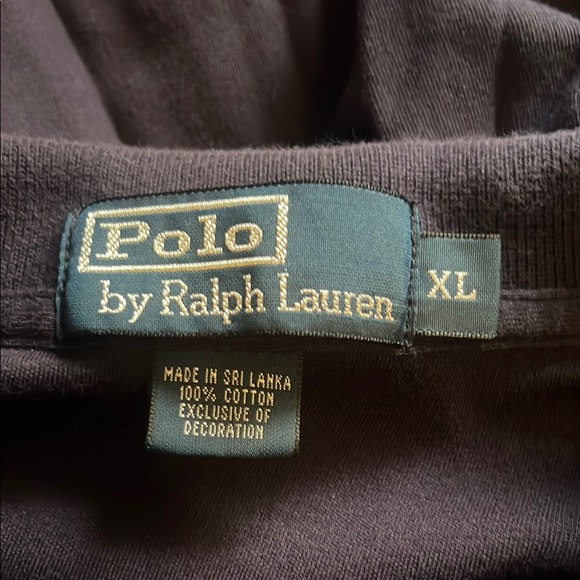 Polo
by Ralph Lauren
XL
MADE IN SRI LANKA
100% COTTON
EXCLUSIVE OF
DECORATION